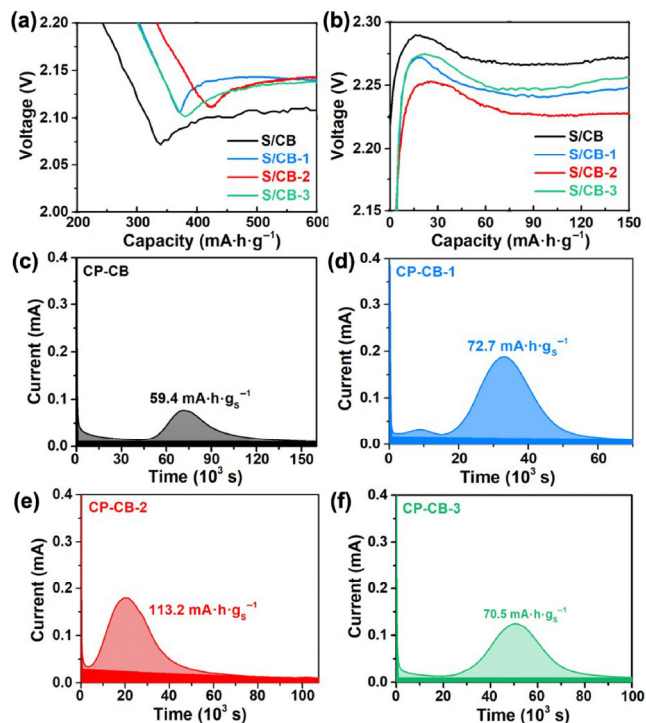 (a)
2.20
2.15
2.10
2.05
2.00
Voltage (V)
S/CB
S/CB-1
S/CB-2
S/CB-3
200 300 400 500 600
Capacity (mA·h·g⁻¹)
(b)
2.30
2.25
2.20
2.15
Voltage (V)
S/CB
S/CB-1
S/CB-2
S/CB-3
0 30 60 90 120 150
Capacity (mA·h·g⁻¹)
(c)
CP-CB
0.4
0.3
0.2
0.1
0.0
Current (mA)
59.4 mA·h·gₛ⁻¹
0 30 60 90 120 150
Time (10³ s)
(d)
CP-CB-1
0.4
0.3
0.2
0.1
0.0
Current (mA)
72.7 mA·h·gₛ⁻¹
0 20 40 60
Time (10³ s)
(e)
CP-CB-2
0.4
0.3
0.2
0.1
0.0
Current (mA)
113.2 mA·h·gₛ⁻¹
0 20 40 60 80 100
Time (10³ s)
(f)
CP-CB-3
0.4
0.3
0.2
0.1
0.0
Current (mA)
70.5 mA·h·gₛ⁻¹
0 20 40 60 80 100
Time (10³ s)